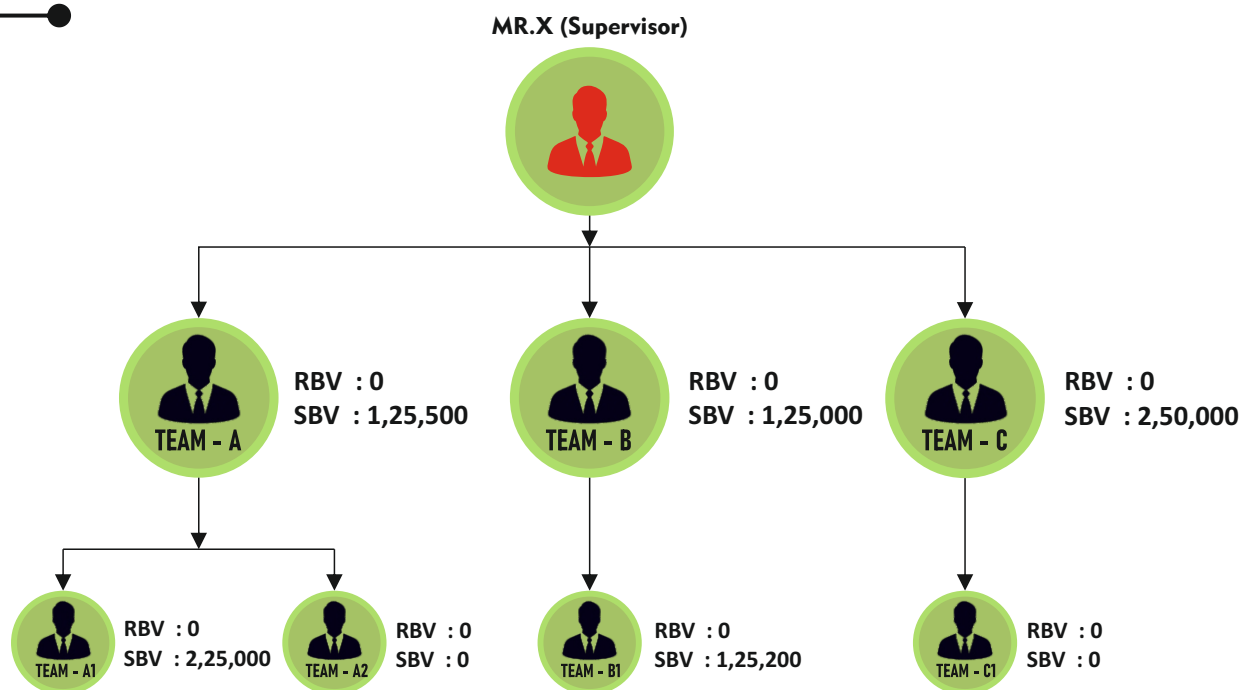 MR.X (Supervisor)
TEAM - A
RBV : 0
SBV : 1,25,500
TEAM - B
RBV : 0
SBV : 1,25,000
TEAM - C
RBV : 0
SBV : 2,50,000
TEAM - A1
RBV : 0
SBV : 2,25,000
TEAM - A2
RBV : 0
SBV : 0
TEAM - B1
RBV : 0
SBV : 1,25,200
TEAM - C1
RBV : 0
SBV : 0